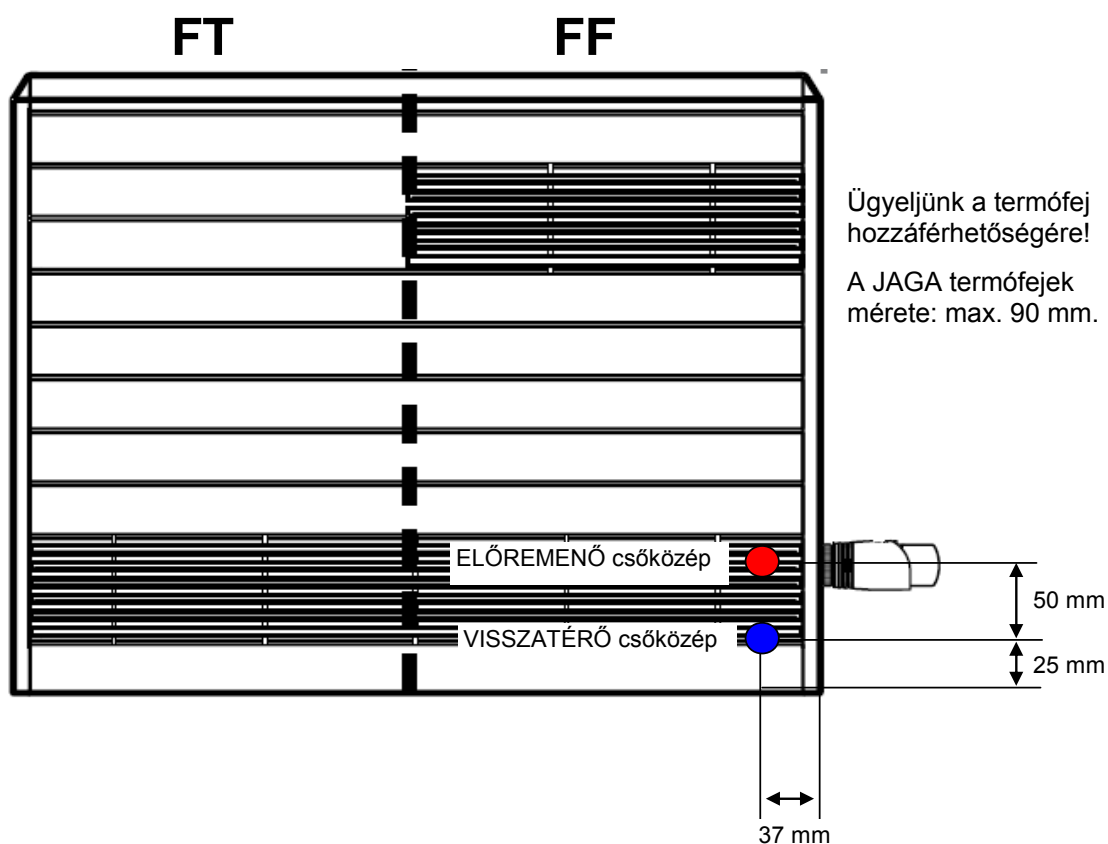 FT
FF
Ügyeljünk a termófej
hozzáférhetőségére!
A JAGA termófejek
mérete: max. 90 mm.
ELŐREMENŐ csőközép
50 mm
VISSZATÉRŐ csőközép
25 mm
37 mm